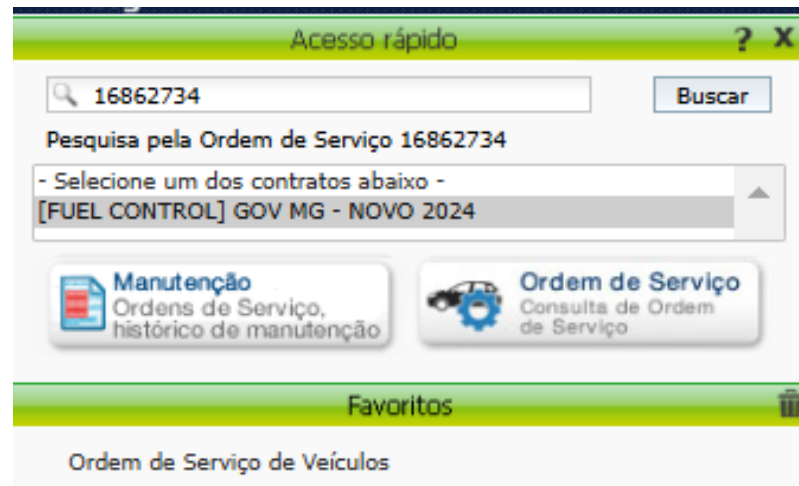 Acesso rápido ? X
16862734 Buscar
Pesquisa pela Ordem de Serviço 16862734
- Selecione um dos contratos abaixo -
[FUEL CONTROL] GOV MG - NOVO 2024
Manutenção
Ordens de Serviço,
histórico de manutenção
Ordem de Serviço
Consulta de Ordem
de Serviço
Favoritos
Ordem de Serviço de Veículos